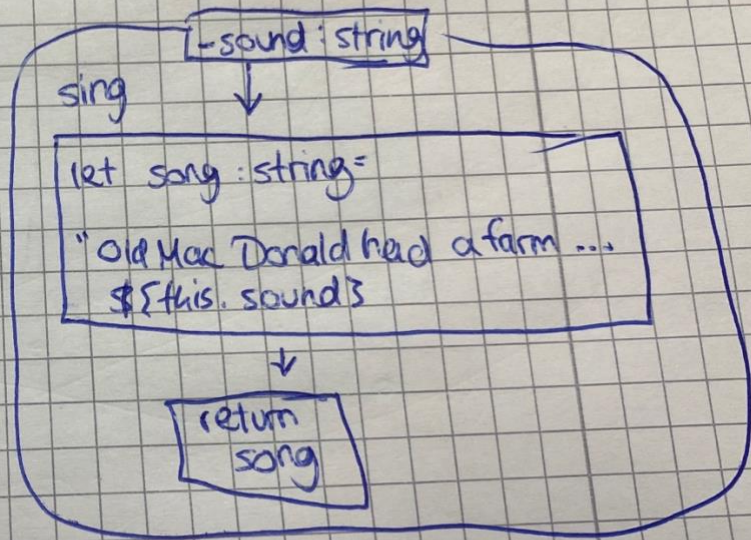 -sound : string
sing
let song : string =
"Old Mac Donald had a farm ...
${this. sound}
return
song